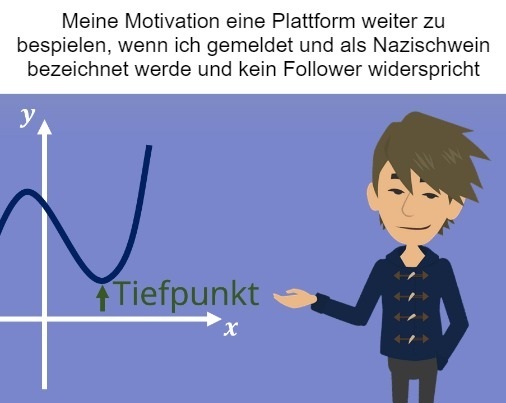 Meine Motivation eine Plattform weiter zu
bespielen, wenn ich gemeldet und als Nazischwein
bezeichnet werde und kein Follower widerspricht
y
Tiefpunkt
x